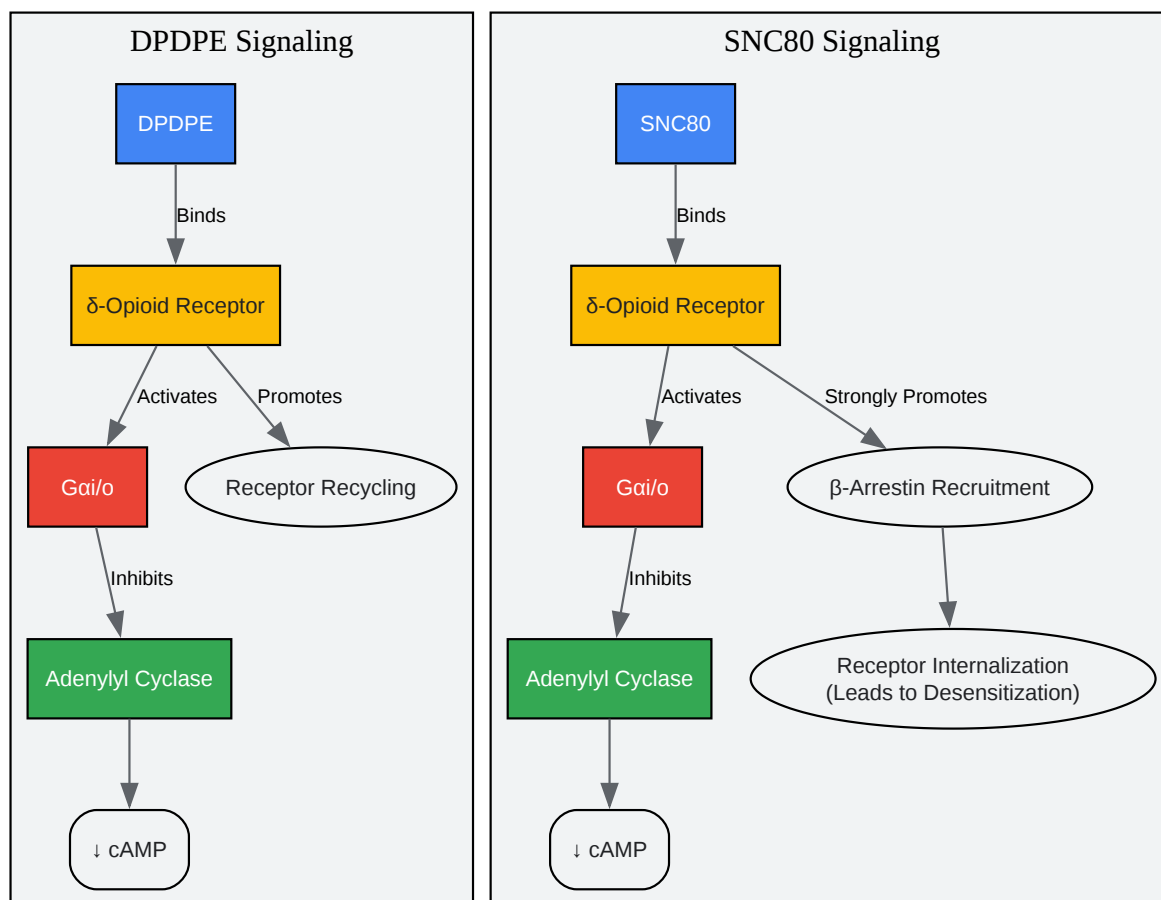 DPDPE Signaling
DPDPE
Binds
δ-Opioid Receptor
Activates
Promotes
Gαi/o
Receptor Recycling
Inhibits
Adenylyl Cyclase
↓ cAMP
SNC80 Signaling
SNC80
Binds
δ-Opioid Receptor
Activates
Strongly Promotes
Gαi/o
β-Arrestin Recruitment
Inhibits
Adenylyl Cyclase
Receptor Internalization
(Leads to Desensitization)
↓ cAMP